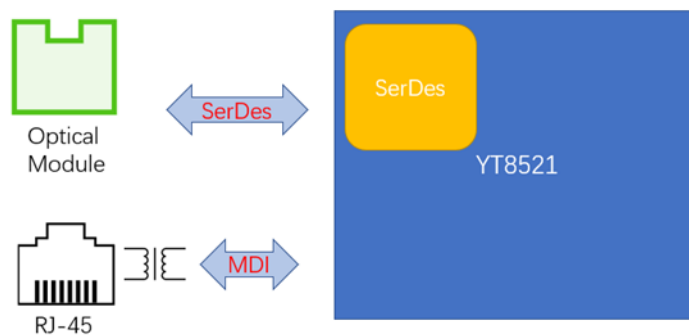 SerDes
SerDes
Optical
Module
YT8521
MDI
RJ-45